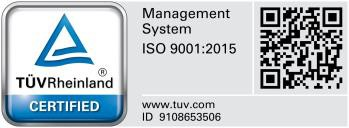 Management
System
ISO 9001:2015
®
TÜVRheinland
CERTIFIED
www.tuv.com
ID 9108653506